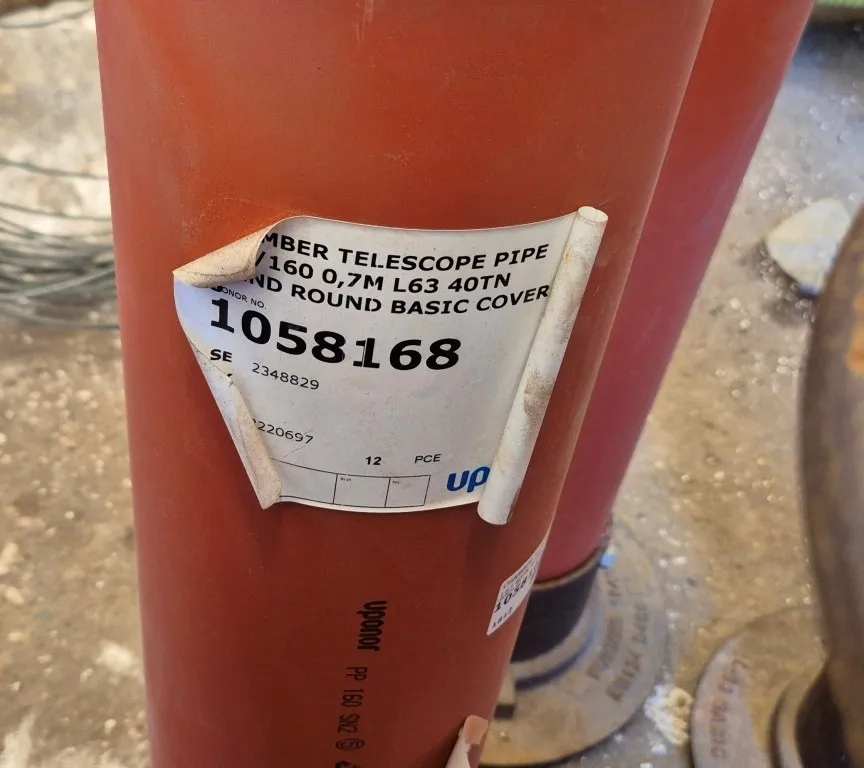 MBER TELESCOPE PIPE
/160 0,7M L63 40TN
ND ROUND BASIC COVER
ONOR NO.
1058168
SE 2348829
220697
12 PCE
up
uponor PP 160 SN2